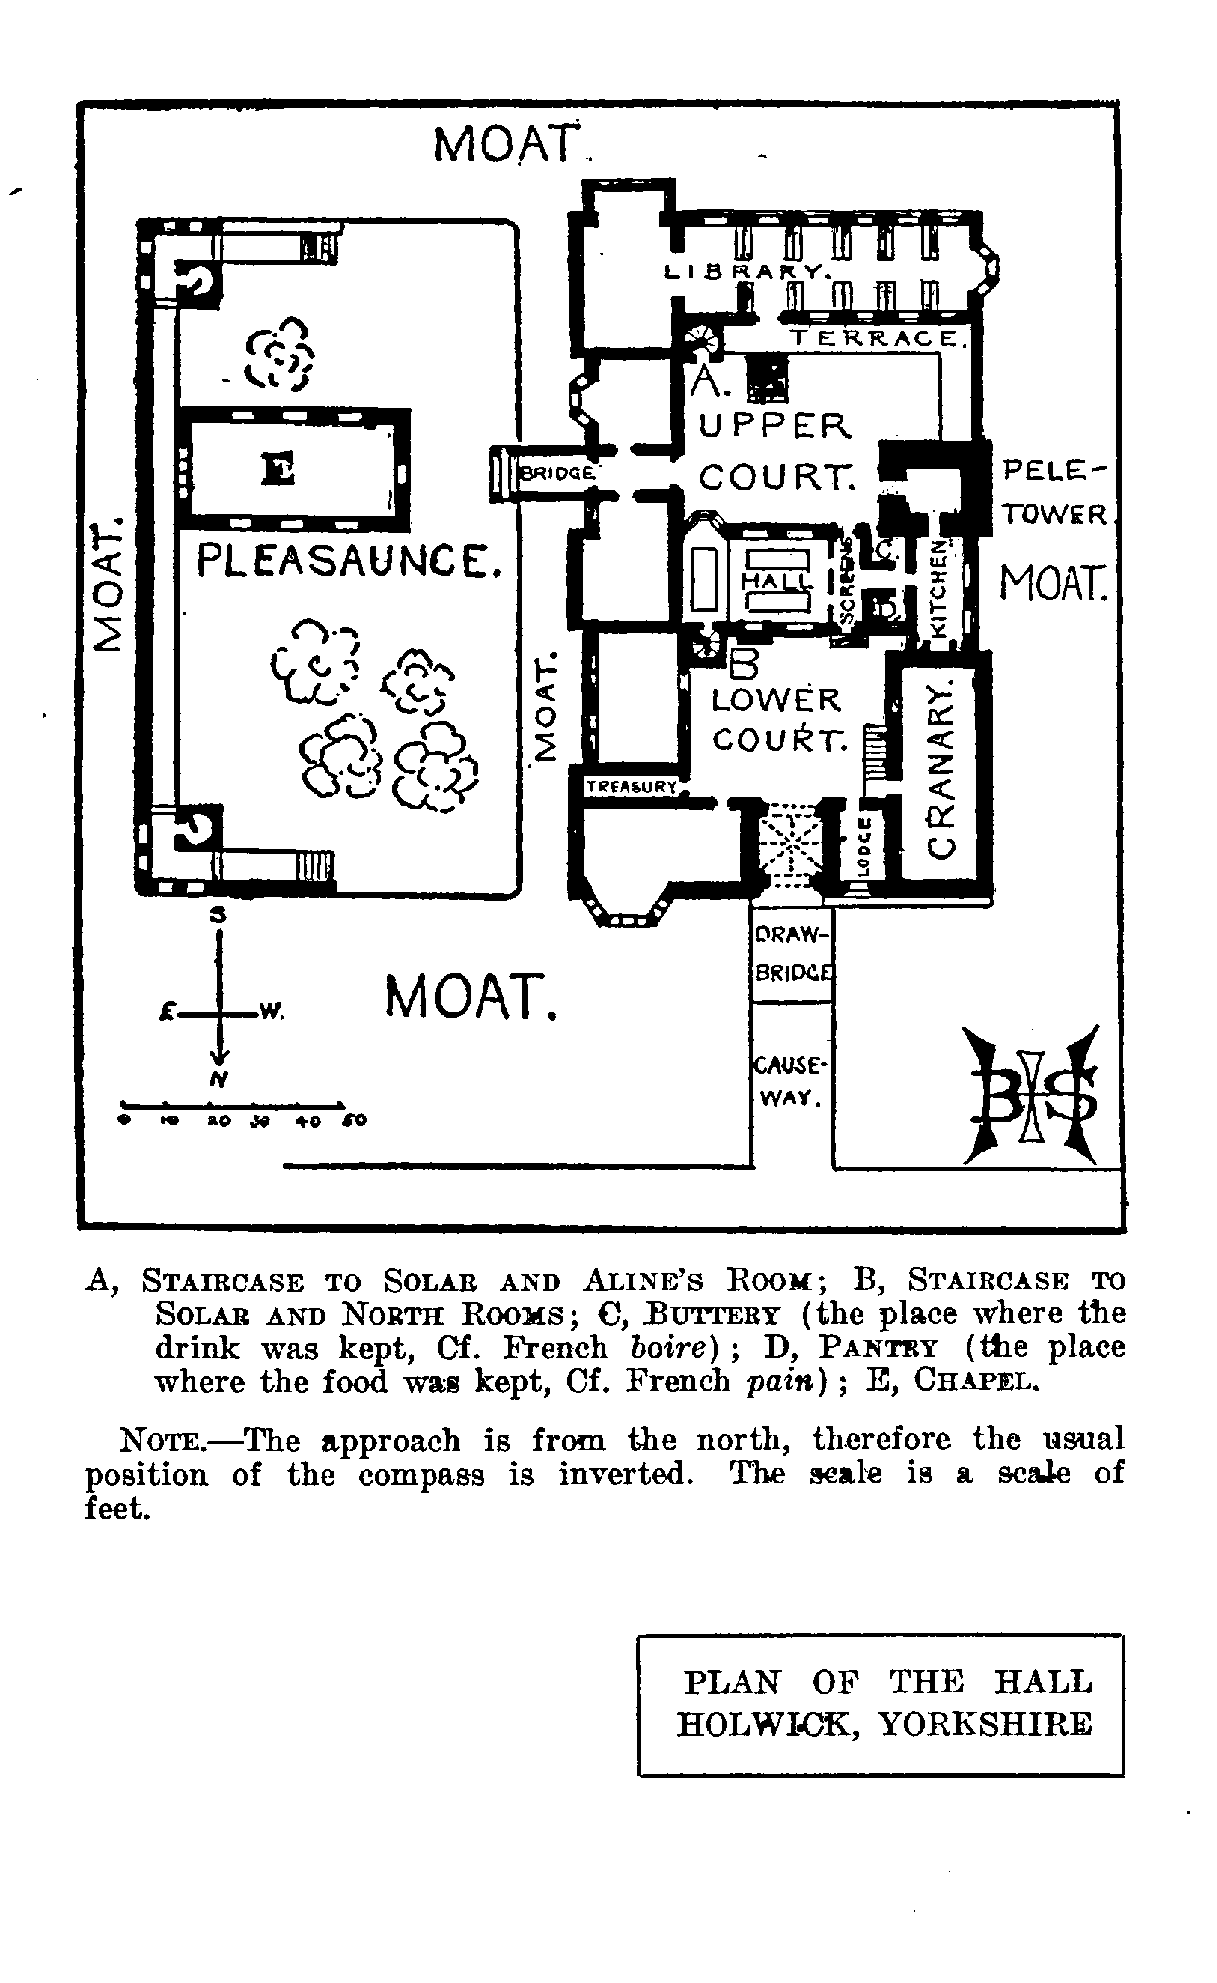 MOAT.
LIBRARY.
TERRACE.
A.
UPPER
COURT.
E
BRIDGE
PELE-
TOWER
MOAT.
PLEASAUNCE.
MOAT.
HALL
SCREENS
C.
D.
KITCHEN
B
LOWER
COURT.
MOAT.
TREASURY
GRANARY.
LODGE
S
E W.
N
DRAW-
BRIDGE
MOAT.
CAUSE-
WAY.
0 10 20 30 40 50
BHS
A, STAIRCASE TO SOLAR AND ALINE'S ROOM; B, STAIRCASE TO
SOLAR AND NORTH ROOMS; C, BUTTERY (the place where the
drink was kept, Cf. French boire); D, PANTRY (the place
where the food was kept, Cf. French pain); E, CHAPEL.
NOTE.—The approach is from the north, therefore the usual
position of the compass is inverted. The scale is a scale of
feet.
PLAN OF THE HALL
HOLWICK, YORKSHIRE